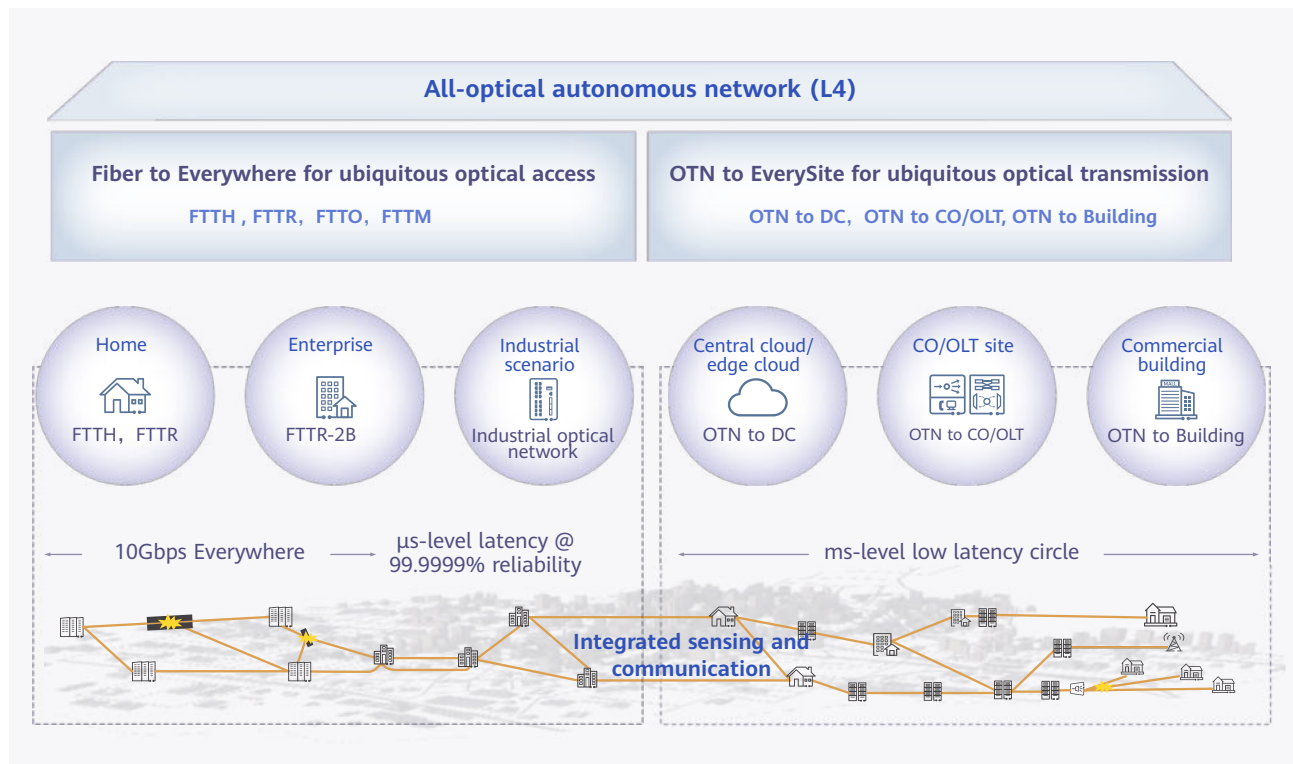 All-optical autonomous network (L4)
Fiber to Everywhere for ubiquitous optical access
FTTH , FTTR，FTTO，FTTM
OTN to EverySite for ubiquitous optical transmission
OTN to DC，OTN to CO/OLT, OTN to Building
Home
FTTH，FTTR
Enterprise
FTTR-2B
Industrial
scenario
Industrial optical
network
Central cloud/
edge cloud
OTN to DC
CO/OLT site
OTN to CO/OLT
Commercial
building
MALL
OTN to Building
10Gbps Everywhere
μs-level latency @
99.9999% reliability
ms-level low latency circle
Integrated sensing and
communication